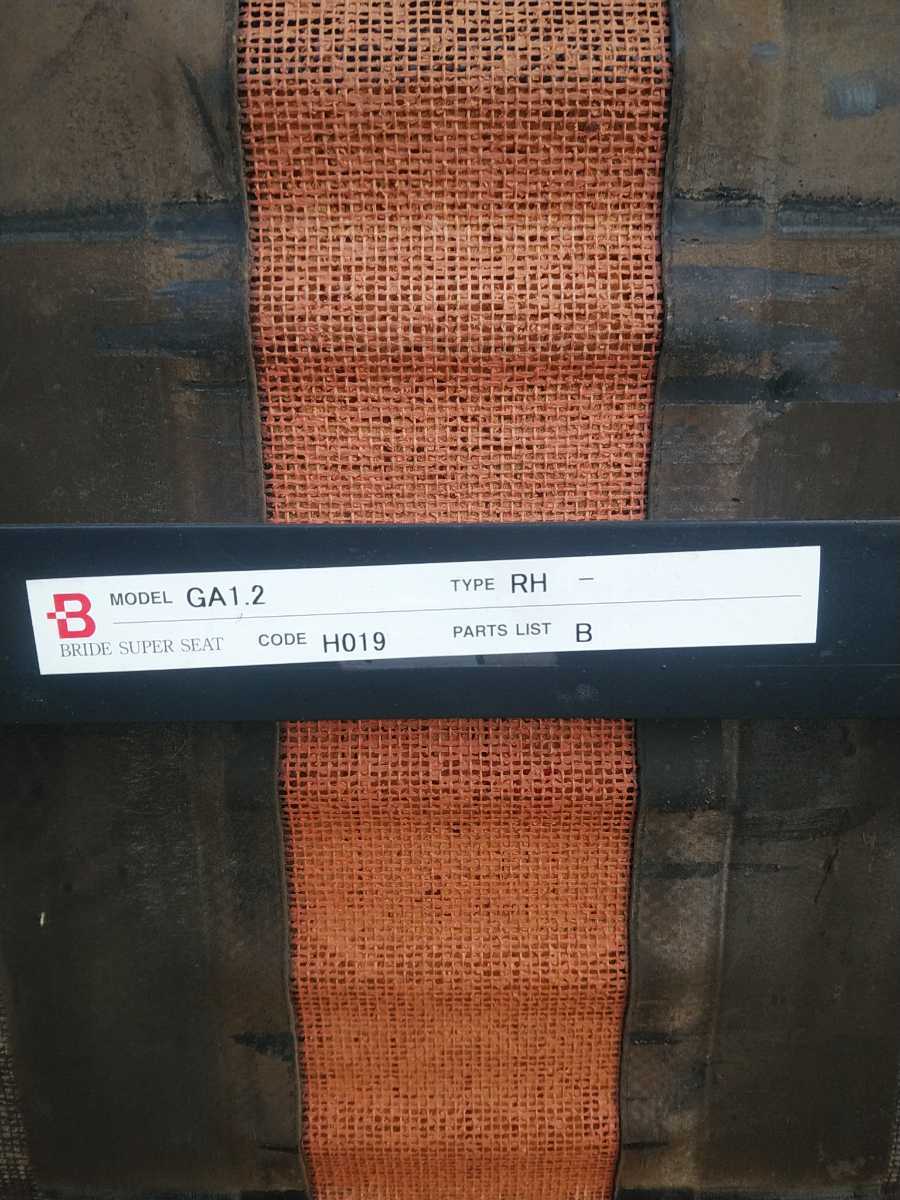 B MODEL GA1.2 TYPE RH –
BRIDE SUPER SEAT CODE H019 PARTS LIST B